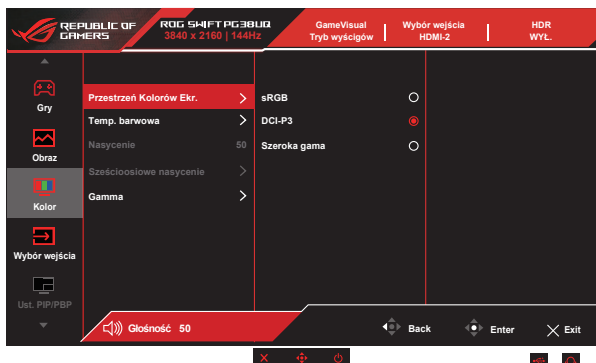 REPUBLIC OF
GAMERS
ROG SWIFT PG38UQ
3840 x 2160 | 144Hz
GameVisual
Tryb wyścigów
Wybór wejścia
HDMI-2
HDR
WYŁ.
Gry
Obraz
Kolor
Wybór wejścia
Ust. PIP/PBP
Przestrzeń Kolorów Ekr.
Temp. barwowa
Nasycenie 50
Sześcioosiowe nasycenie
Gamma
sRGB
DCI-P3
Szeroka gama
Głośność 50
Back
Enter
Exit